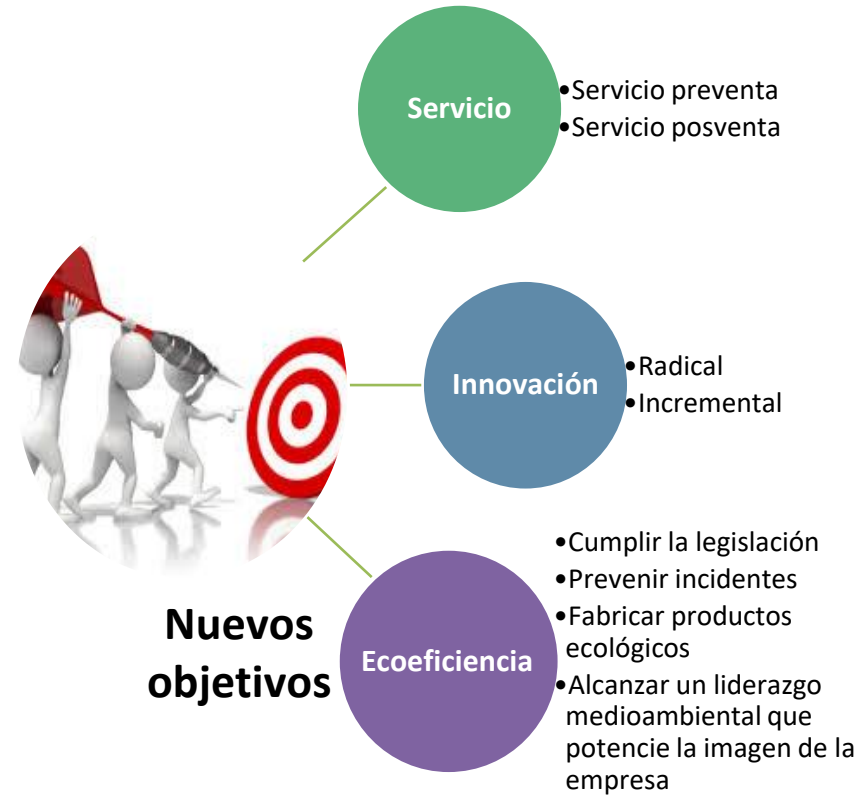 Servicio
•Servicio preventa
•Servicio posventa
Innovación
•Radical
•Incremental
Nuevos
objetivos
Ecoeficiencia
•Cumplir la legislación
•Prevenir incidentes
•Fabricar productos
ecológicos
•Alcanzar un liderazgo
medioambiental que
potencie la imagen de la
empresa